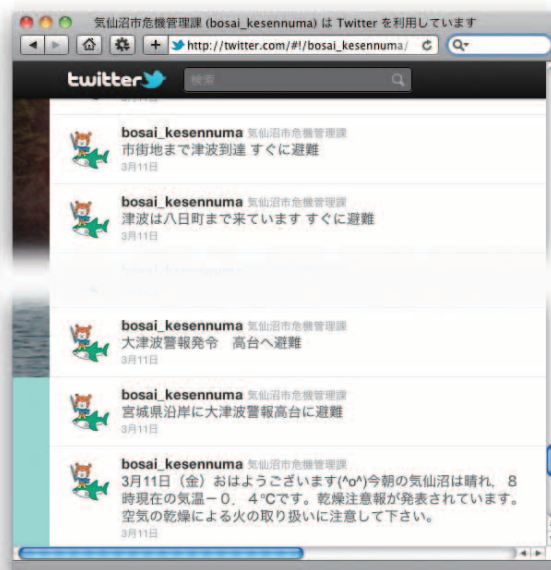 気仙沼市危機管理課 (bosai_kesennuma) は Twitter を利用しています
http://twitter.com/#!/bosai_kesennuma/
twitter
検索
bosai_kesennuma 気仙沼市危機管理課
市街地まで津波到達 すぐに避難
3月11日
bosai_kesennuma 気仙沼市危機管理課
津波は八日町まで来ています すぐに避難
3月11日
bosai_kesennuma 気仙沼市危機管理課
大津波警報発令　高台へ避難
3月11日
bosai_kesennuma 気仙沼市危機管理課
宮城県沿岸に大津波警報高台に避難
3月11日
bosai_kesennuma 気仙沼市危機管理課
3月11日（金）おはようございます(^o^)今朝の気仙沼は晴れ，８
時現在の気温－０．４℃です。乾燥注意報が発表されています。
空気の乾燥による火の取り扱いに注意して下さい。
3月11日